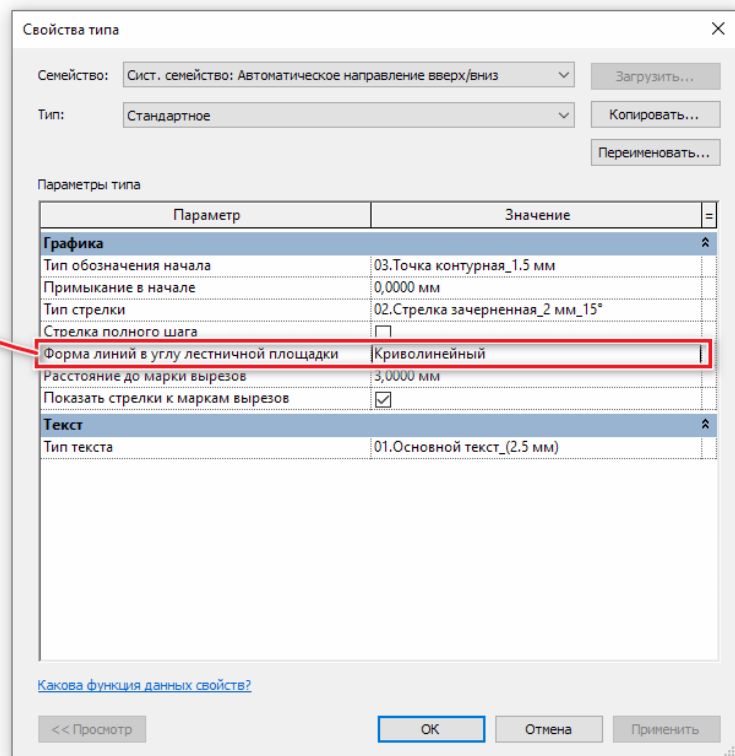 Свойства типа
Семейство: Сист. семейство: Автоматическое направление вверх/вниз Загрузить...
Тип: Стандартное Копировать...
Переименовать...
Параметры типа
Параметр Значение =
Графика
Тип обозначения начала 03.Точка контурная_1.5 мм
Примыкание в начале 0,0000 мм
Тип стрелки 02.Стрелка зачерненная_2 мм_15°
Стрелка полного шага
Форма линий в углу лестничной площадки Криволинейный
Расстояние до марки вырезов 3,0000 мм
Показать стрелки к маркам вырезов
Текст
Тип текста 01.Основной текст_(2.5 мм)
Какова функция данных свойств?
<< Просмотр OK Отмена Применить